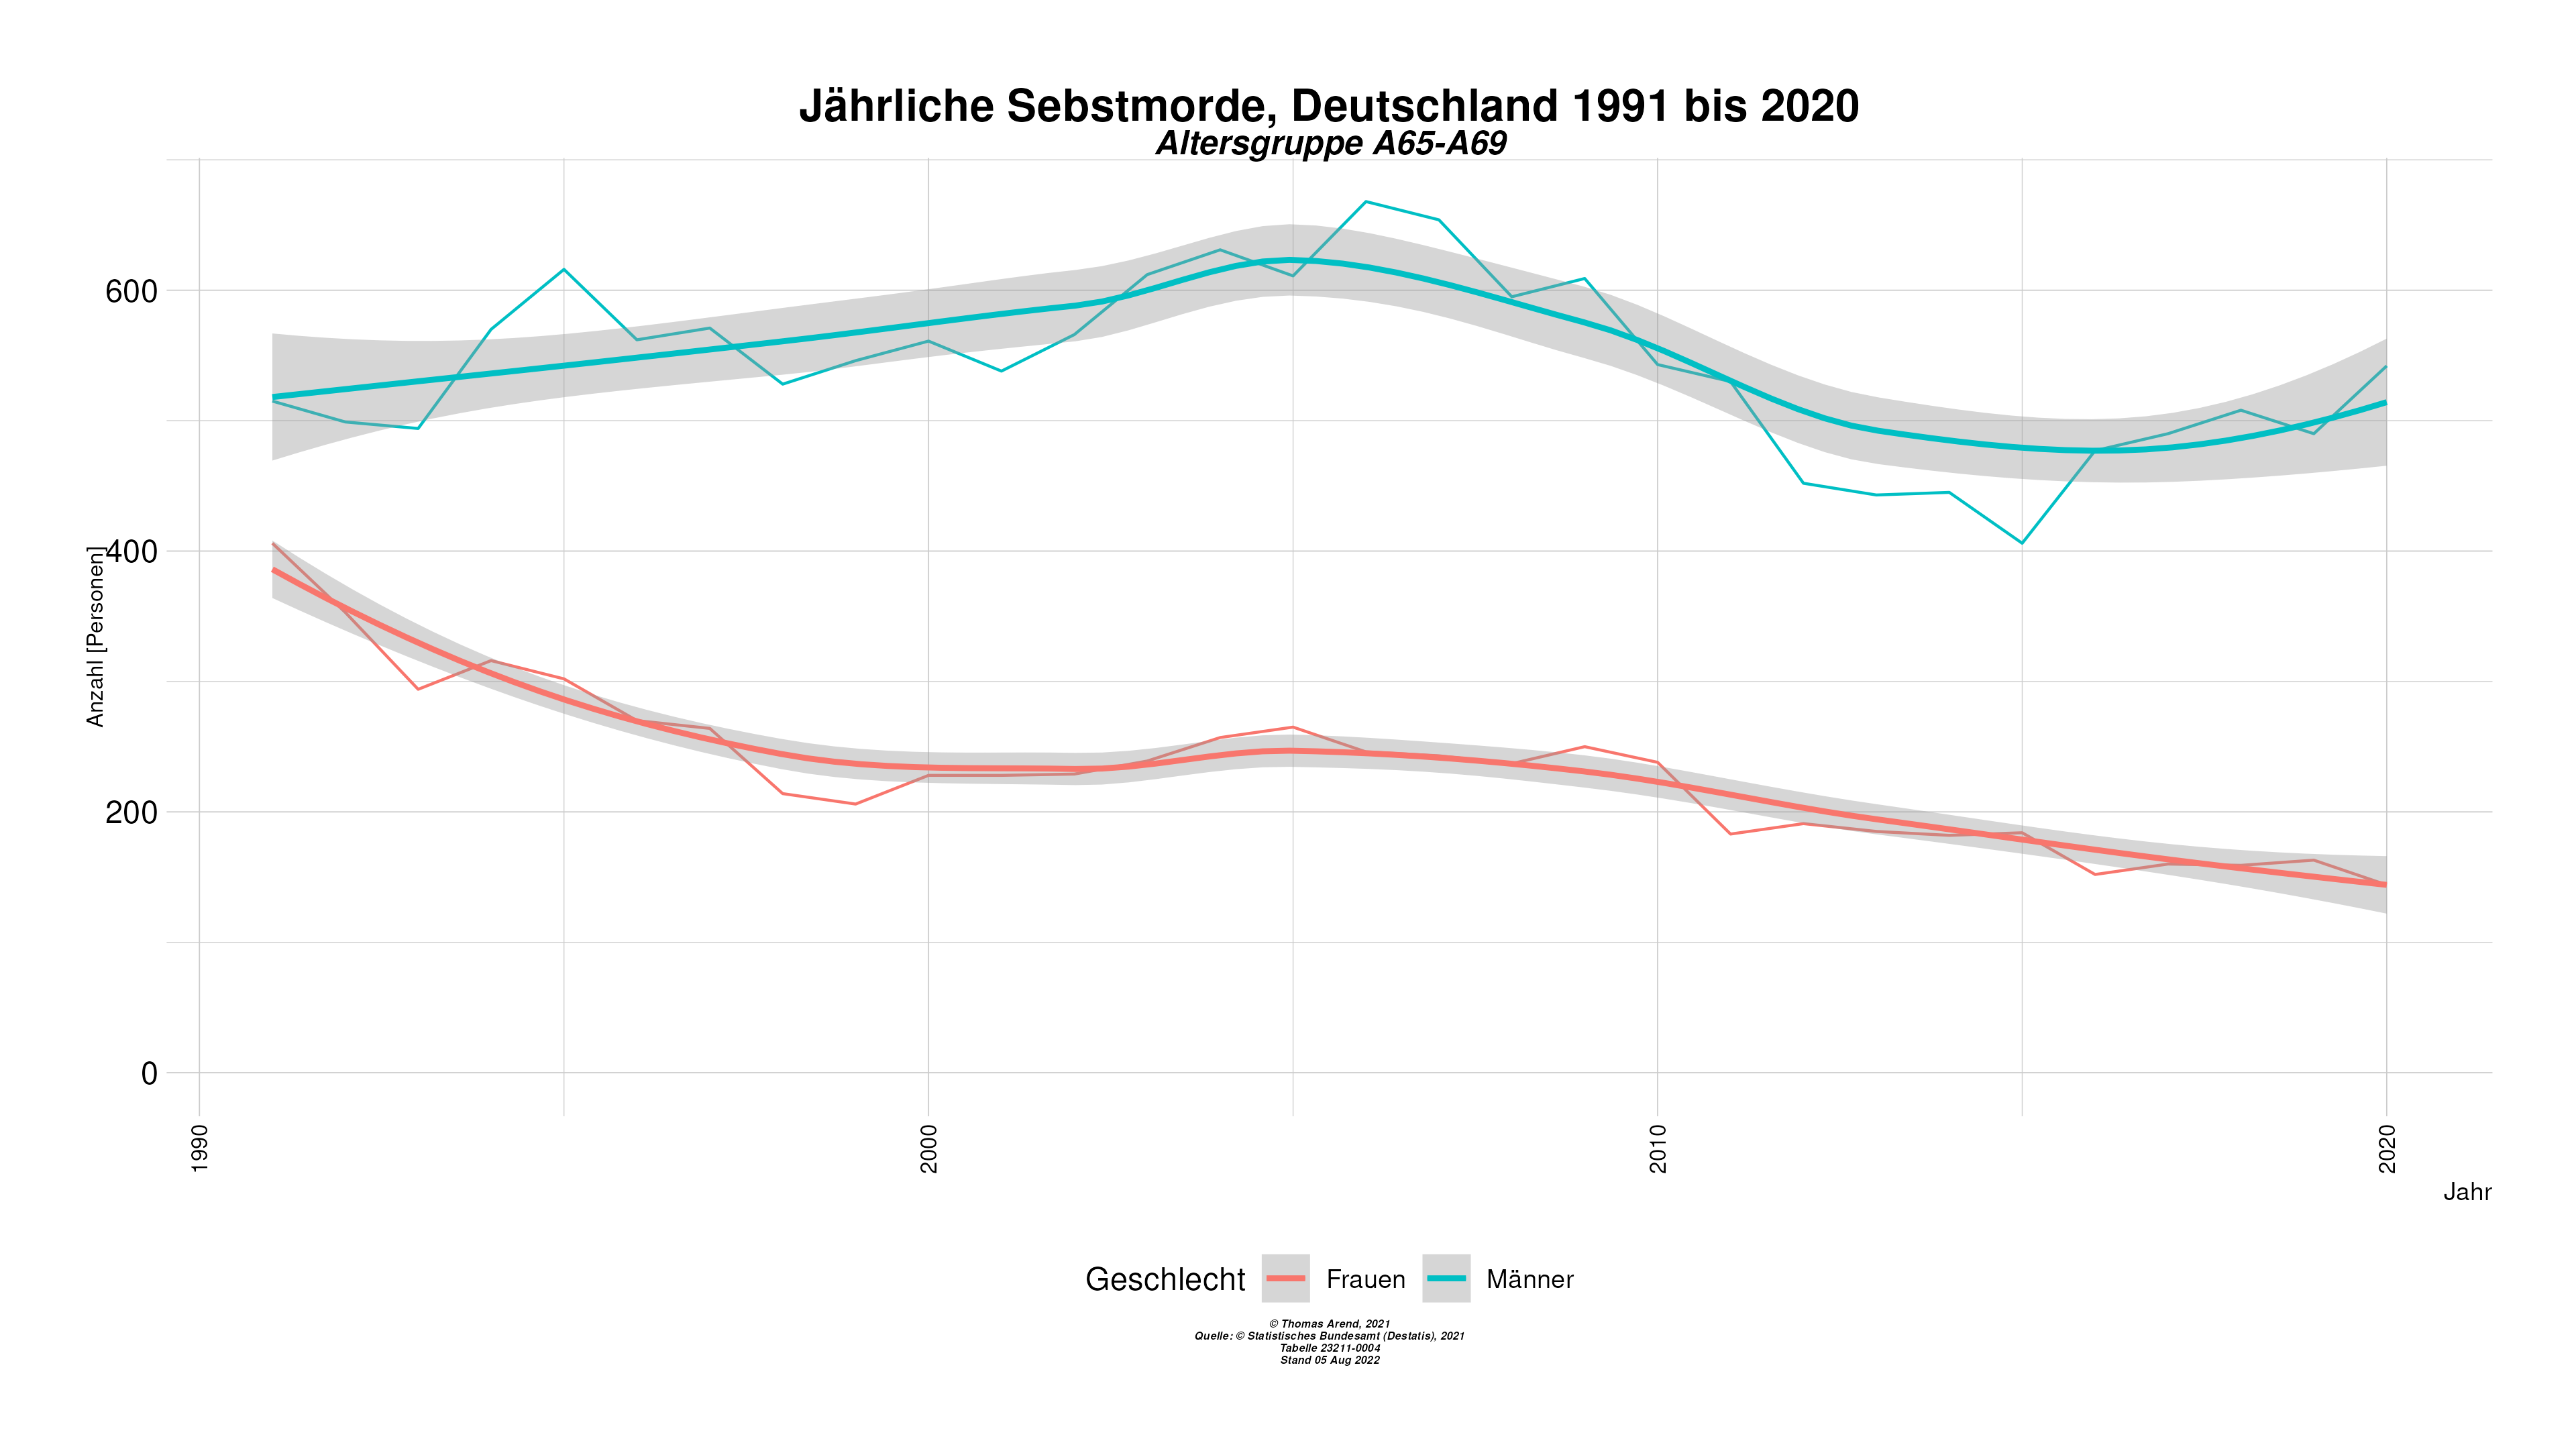 Jährliche Sebstmorde, Deutschland 1991 bis 2020
Altersgruppe A65-A69
Anzahl [Personen]
600
400
200
0
1990
2000
2010
2020
Jahr
Geschlecht Frauen Männer
© Thomas Arend, 2021
Quelle: © Statistisches Bundesamt (Destatis), 2021
Tabelle 23211-0004
Stand 05 Aug 2022